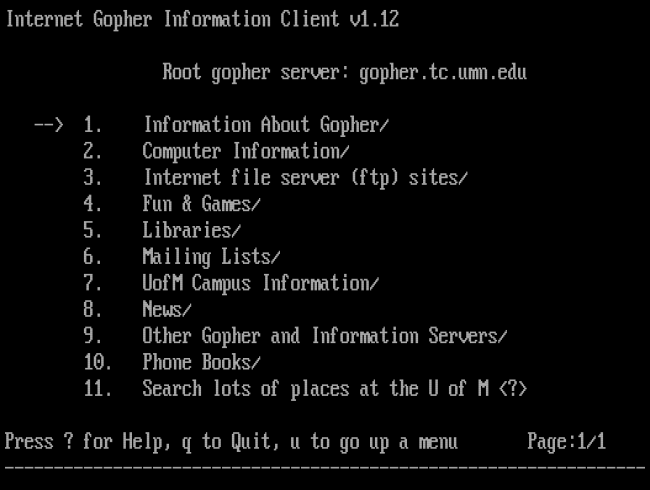 Internet Gopher Information Client v1.12
Root gopher server: gopher.tc.umn.edu
--> 1. Information About Gopher/
2. Computer Information/
3. Internet file server (ftp) sites/
4. Fun & Games/
5. Libraries/
6. Mailing Lists/
7. UofM Campus Information/
8. News/
9. Other Gopher and Information Servers/
10. Phone Books/
11. Search lots of places at the U of M <?>
Press ? for Help, q to Quit, u to go up a menu Page:1/1